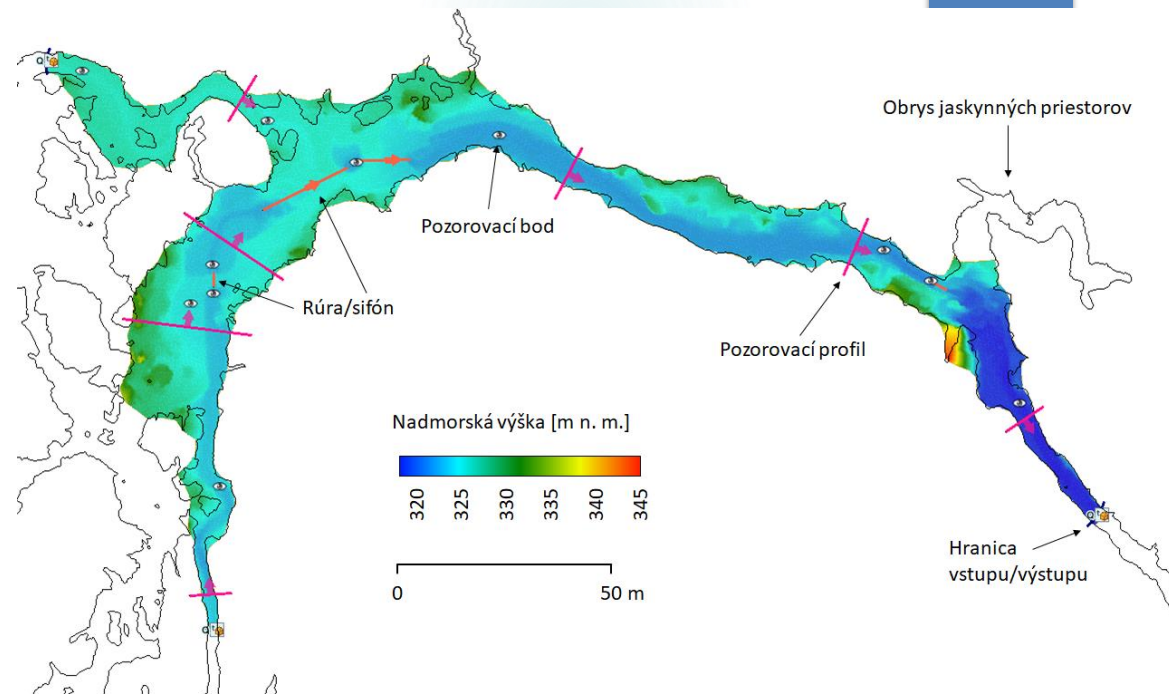 Obrys jaskynných priestorov
Pozorovací bod
Rúra/sifón
Pozorovací profil
Nadmorská výška [m n. m.]
320 325 330 335 340 345
0 50 m
Hranica
vstupu/výstupu